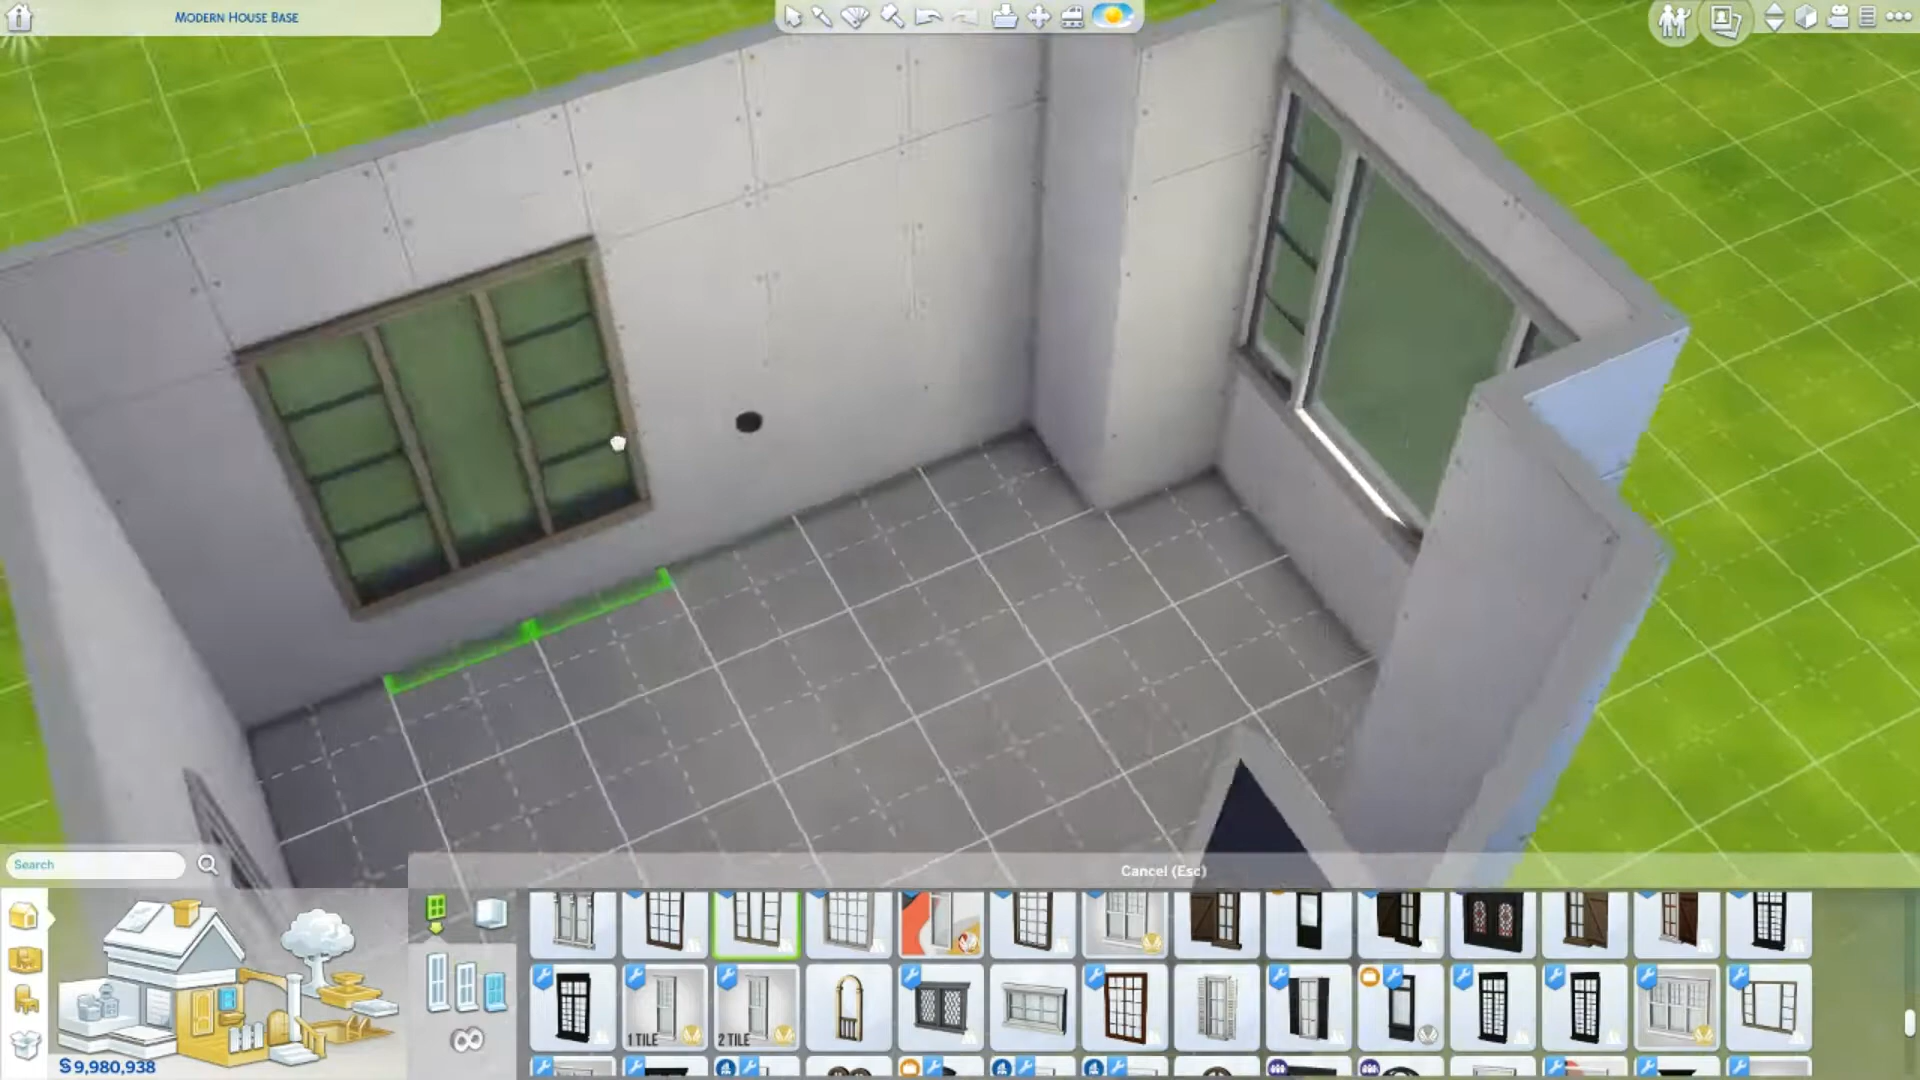 MODERN HOUSE BASE
Search
Cancel (Esc)
1 TILE
2 TILE
§9,980,938